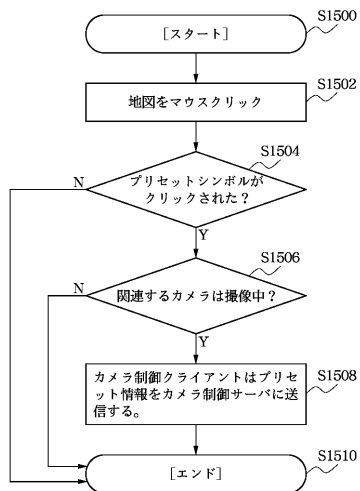 S1500
[スタート]
S1502
地図をマウスクリック
S1504
プリセットシンボルが
クリックされた？
N
Y
S1506
関連するカメラは撮像中？
N
Y
S1508
カメラ制御クライアントはプリセ
ット情報をカメラ制御サーバに送
信する。
S1510
[エンド]